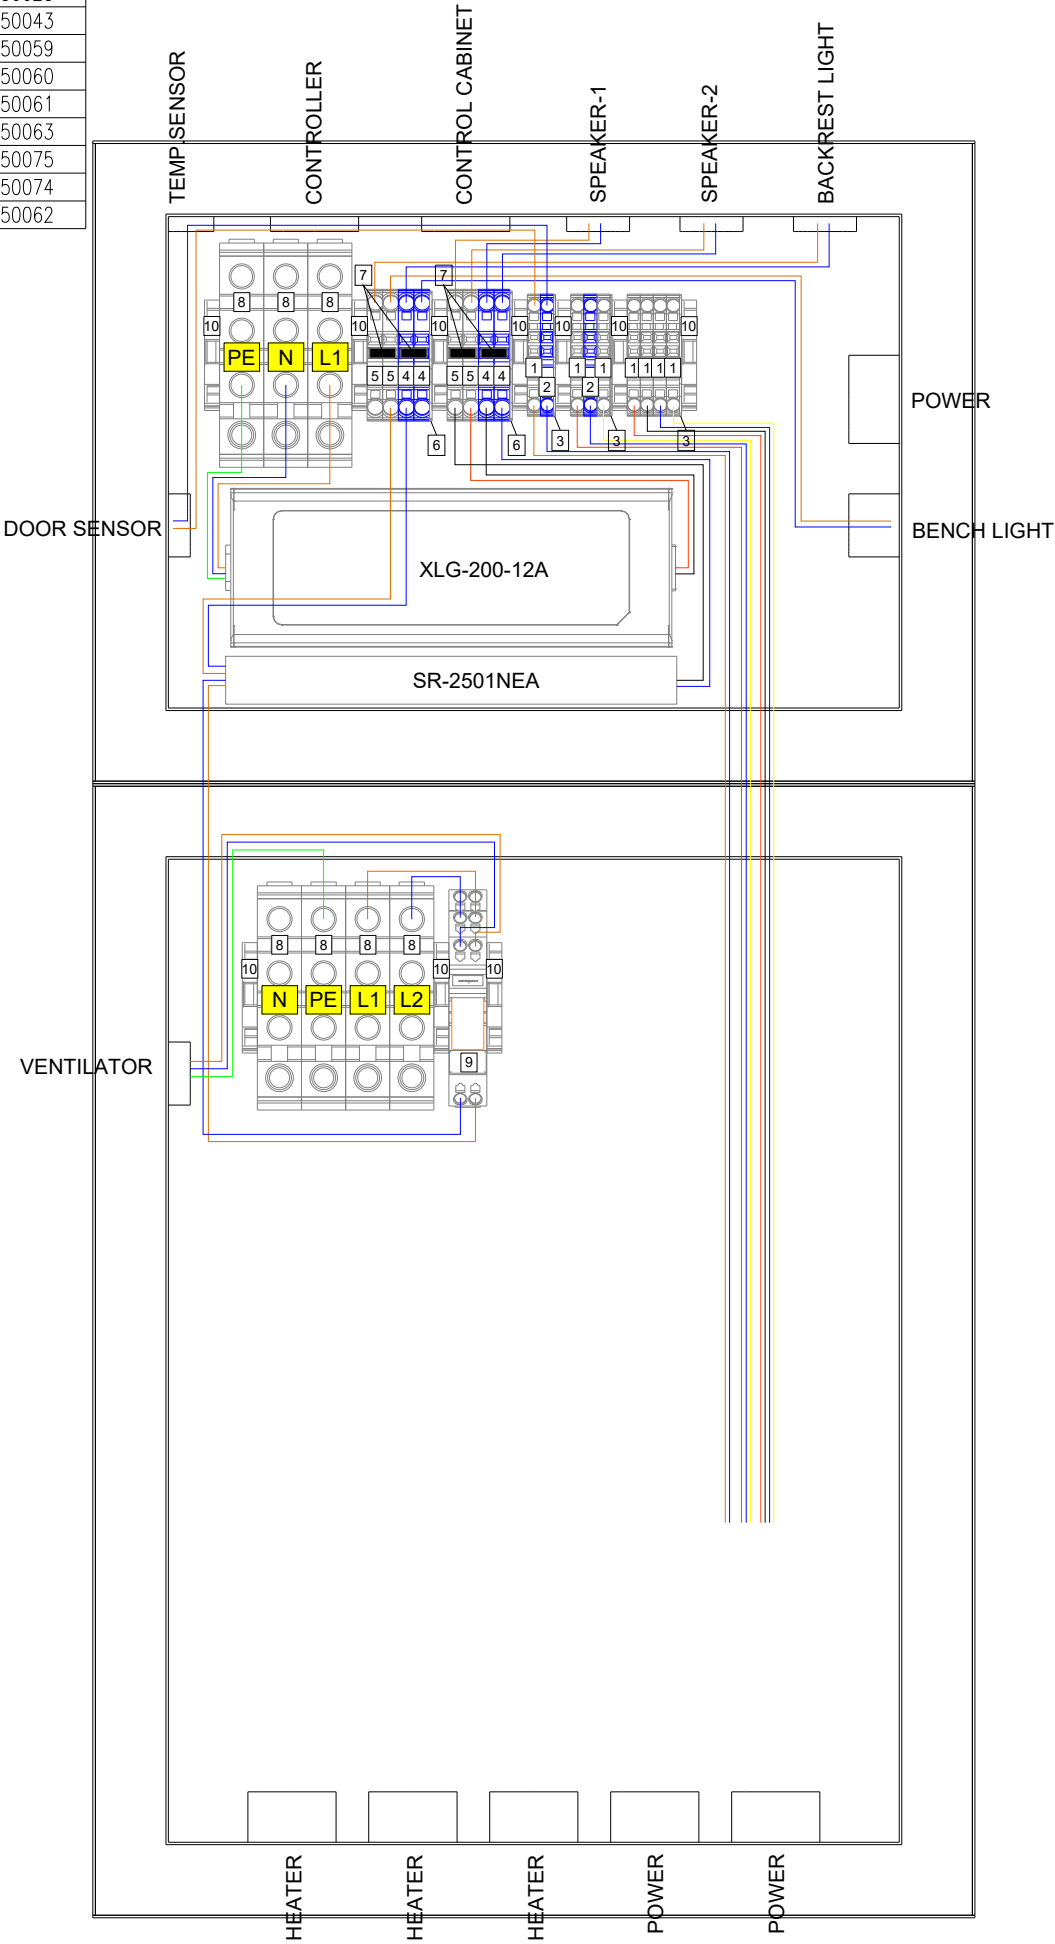 50043
50059
50060
50061
50063
50075
50074
50062
TEMP.SENSOR
CONTROLLER
CONTROL CABINET
SPEAKER-1
SPEAKER-2
BACKREST LIGHT
7 7
8 8 8
10 10 10 10 10 10 10
PE N L1
5 5 4 4 5 5 4 4 1 1 1 1 1 1 1
2 2
6 6 3 3 3
POWER
DOOR SENSOR
BENCH LIGHT
XLG-200-12A
SR-2501NEA
8 8 8 8
10 10 10
N PE L1 L2
9
VENTILATOR
HEATER
HEATER
HEATER
POWER
POWER